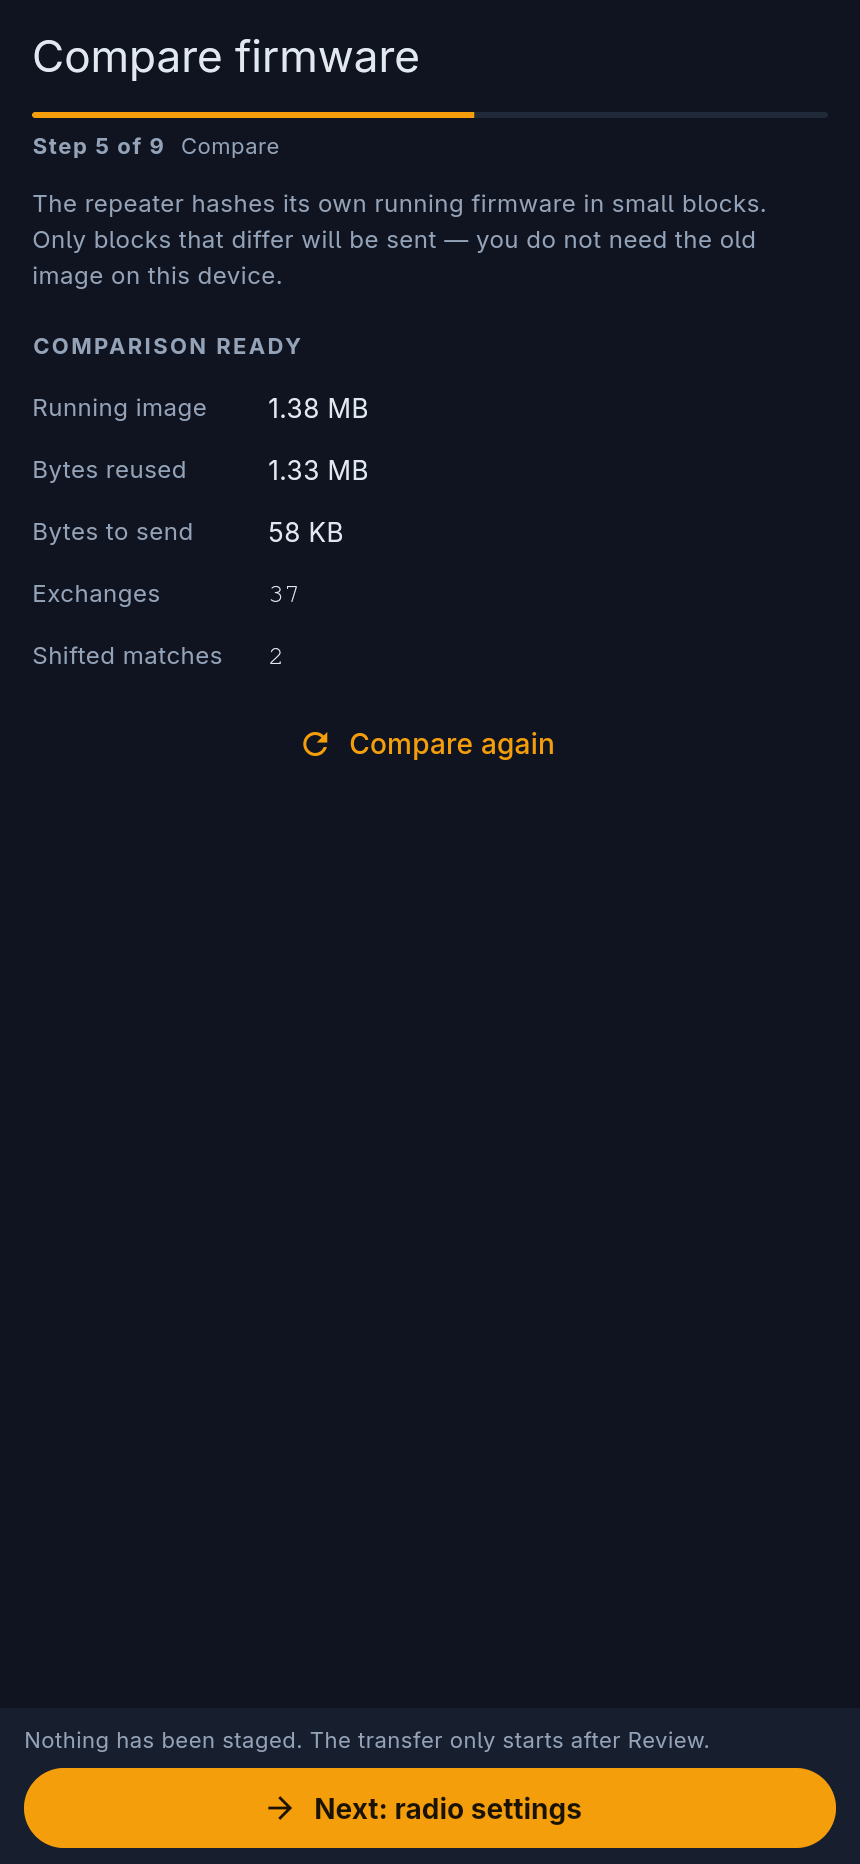 Compare firmware
Step 5 of 9 Compare
The repeater hashes its own running firmware in small blocks.
Only blocks that differ will be sent — you do not need the old
image on this device.
COMPARISON READY
Running image 1.38 MB
Bytes reused 1.33 MB
Bytes to send 58 KB
Exchanges 37
Shifted matches 2
Compare again
Nothing has been staged. The transfer only starts after Review.
Next: radio settings